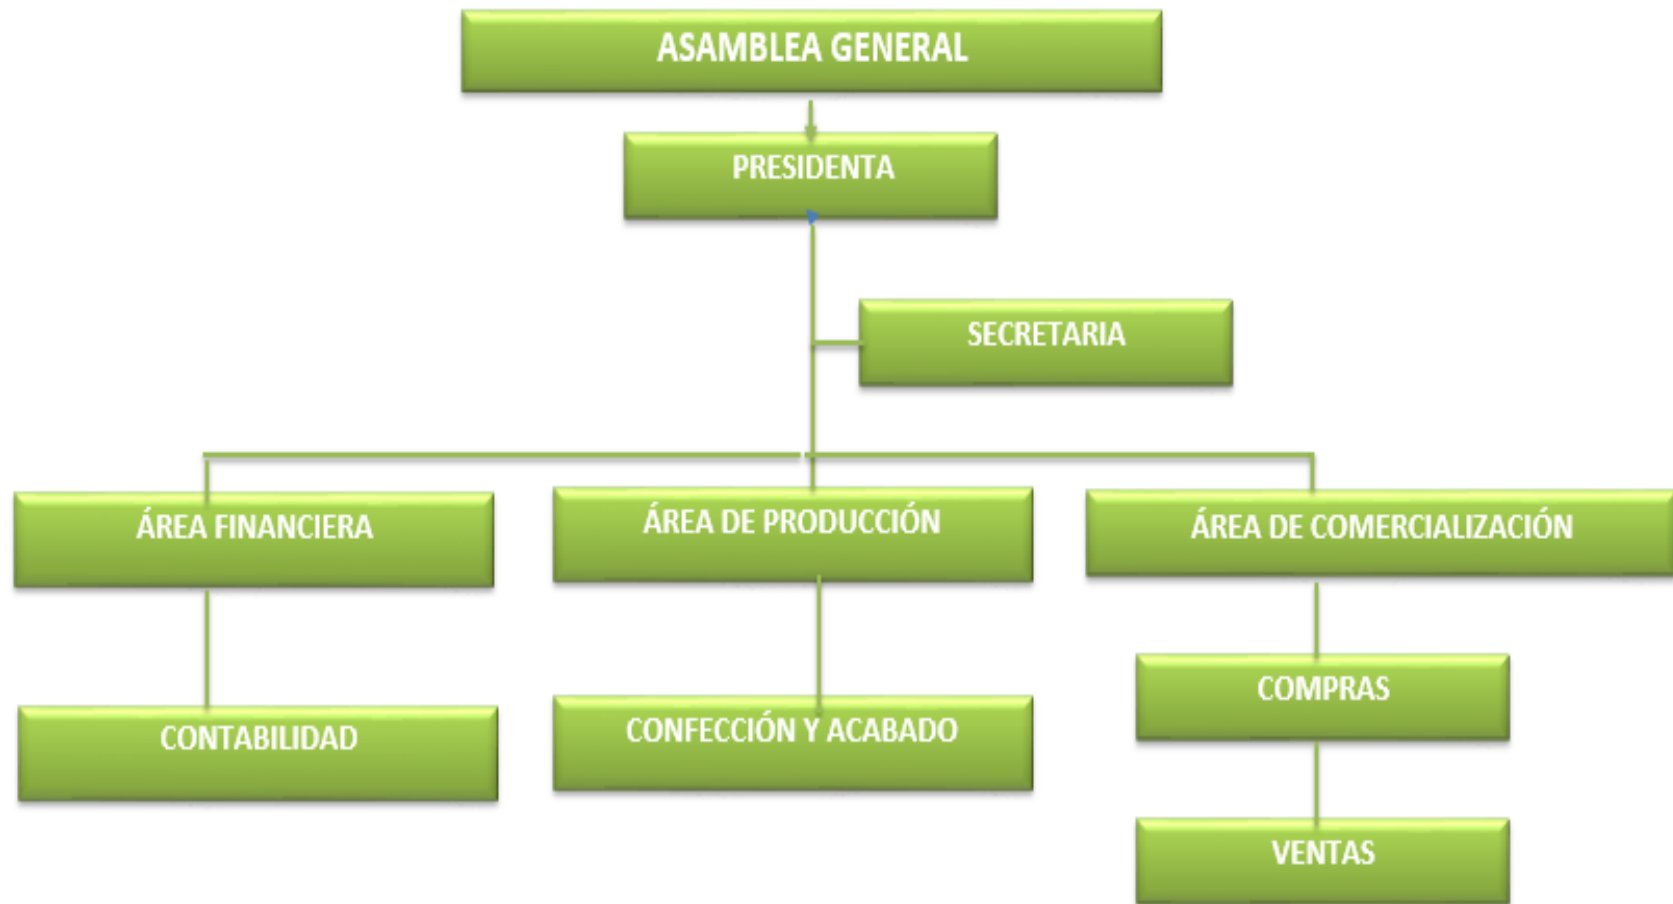 ASAMBLEA GENERAL
PRESIDENTA
SECRETARIA
ÁREA FINANCIERA
ÁREA DE PRODUCCIÓN
ÁREA DE COMERCIALIZACIÓN
CONTABILIDAD
CONFECCIÓN Y ACABADO
COMPRAS
VENTAS